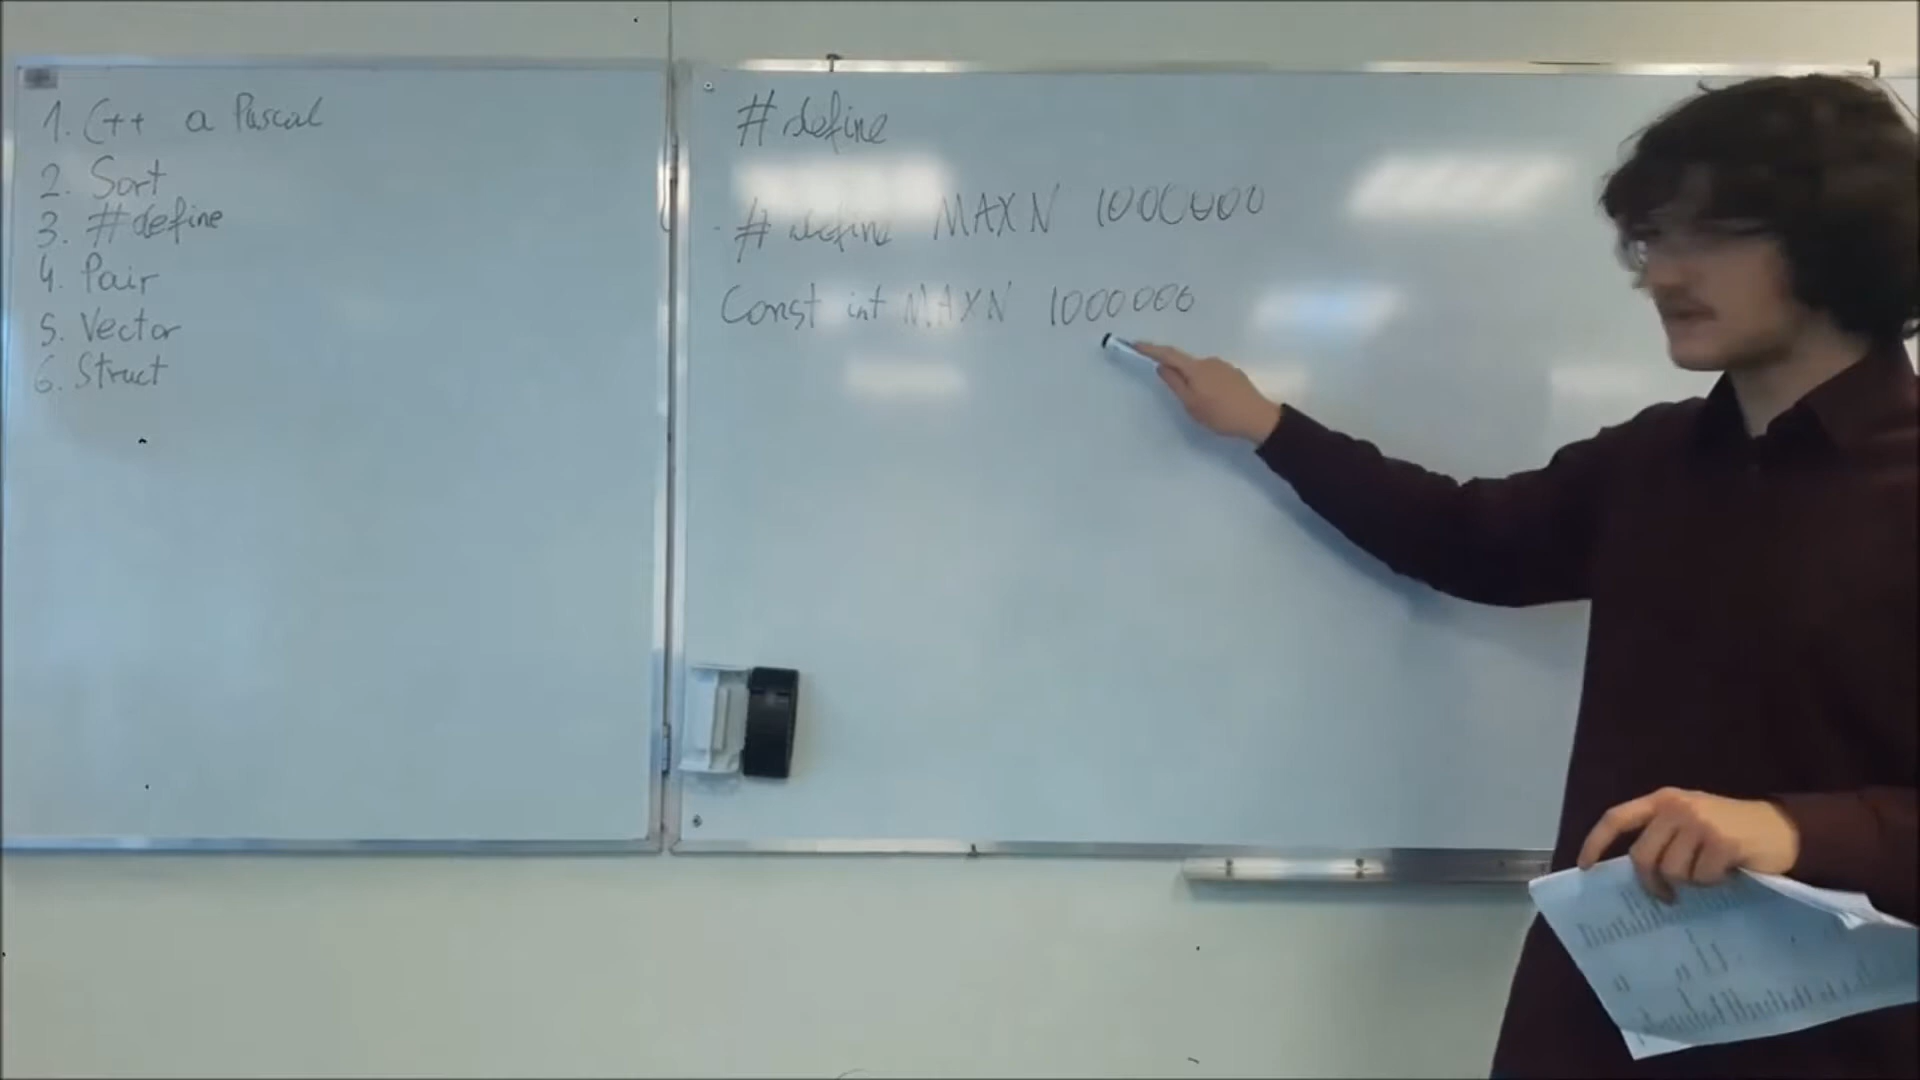 1. C++ a Pascal
2. Sort
3. #define
4. Pair
5. Vector
6. Struct
#define
#define MAXN 1000000
Const int MAXN 1000000